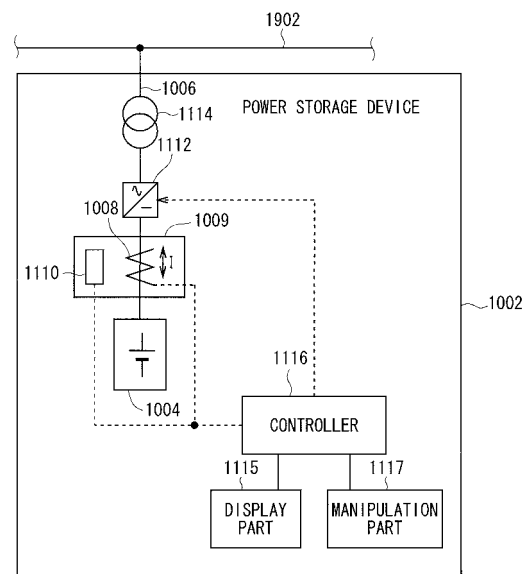 1902
1006
POWER STORAGE DEVICE
1114
1112
1008
1009
I
1110
1002
1116
1004
CONTROLLER
1115
1117
DISPLAY
PART
MANIPULATION
PART